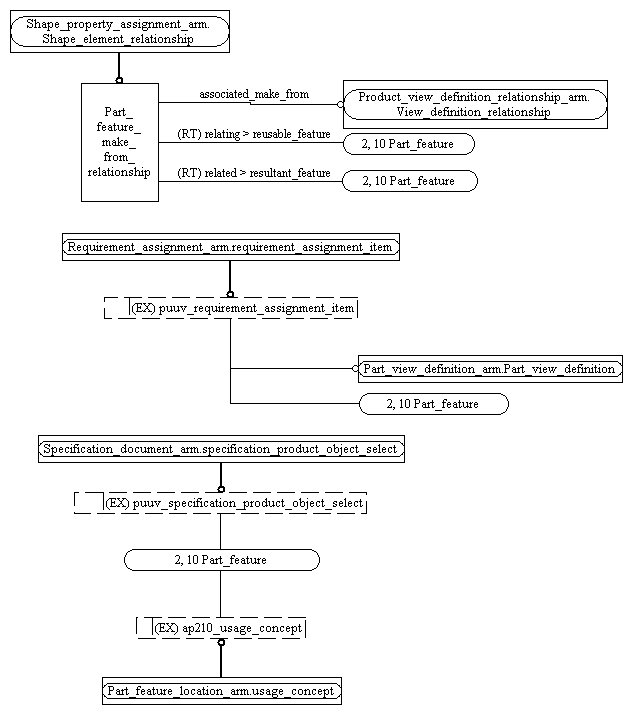 Shape_property_assignment_arm.
Shape_element_relationship
Part_
feature_
make_
from_
relationship
associated_make_from
Product_view_definition_relationship_arm.
View_definition_relationship
(RT) relating > reusable_feature
2, 10 Part_feature
(RT) related > resultant_feature
2, 10 Part_feature
Requirement_assignment_arm.requirement_assignment_item
(EX) puuv_requirement_assignment_item
Part_view_definition_arm.Part_view_definition
2, 10 Part_feature
Specification_document_arm.specification_product_object_select
(EX) puuv_specification_product_object_select
2, 10 Part_feature
(EX) ap210_usage_concept
Part_feature_location_arm.usage_concept